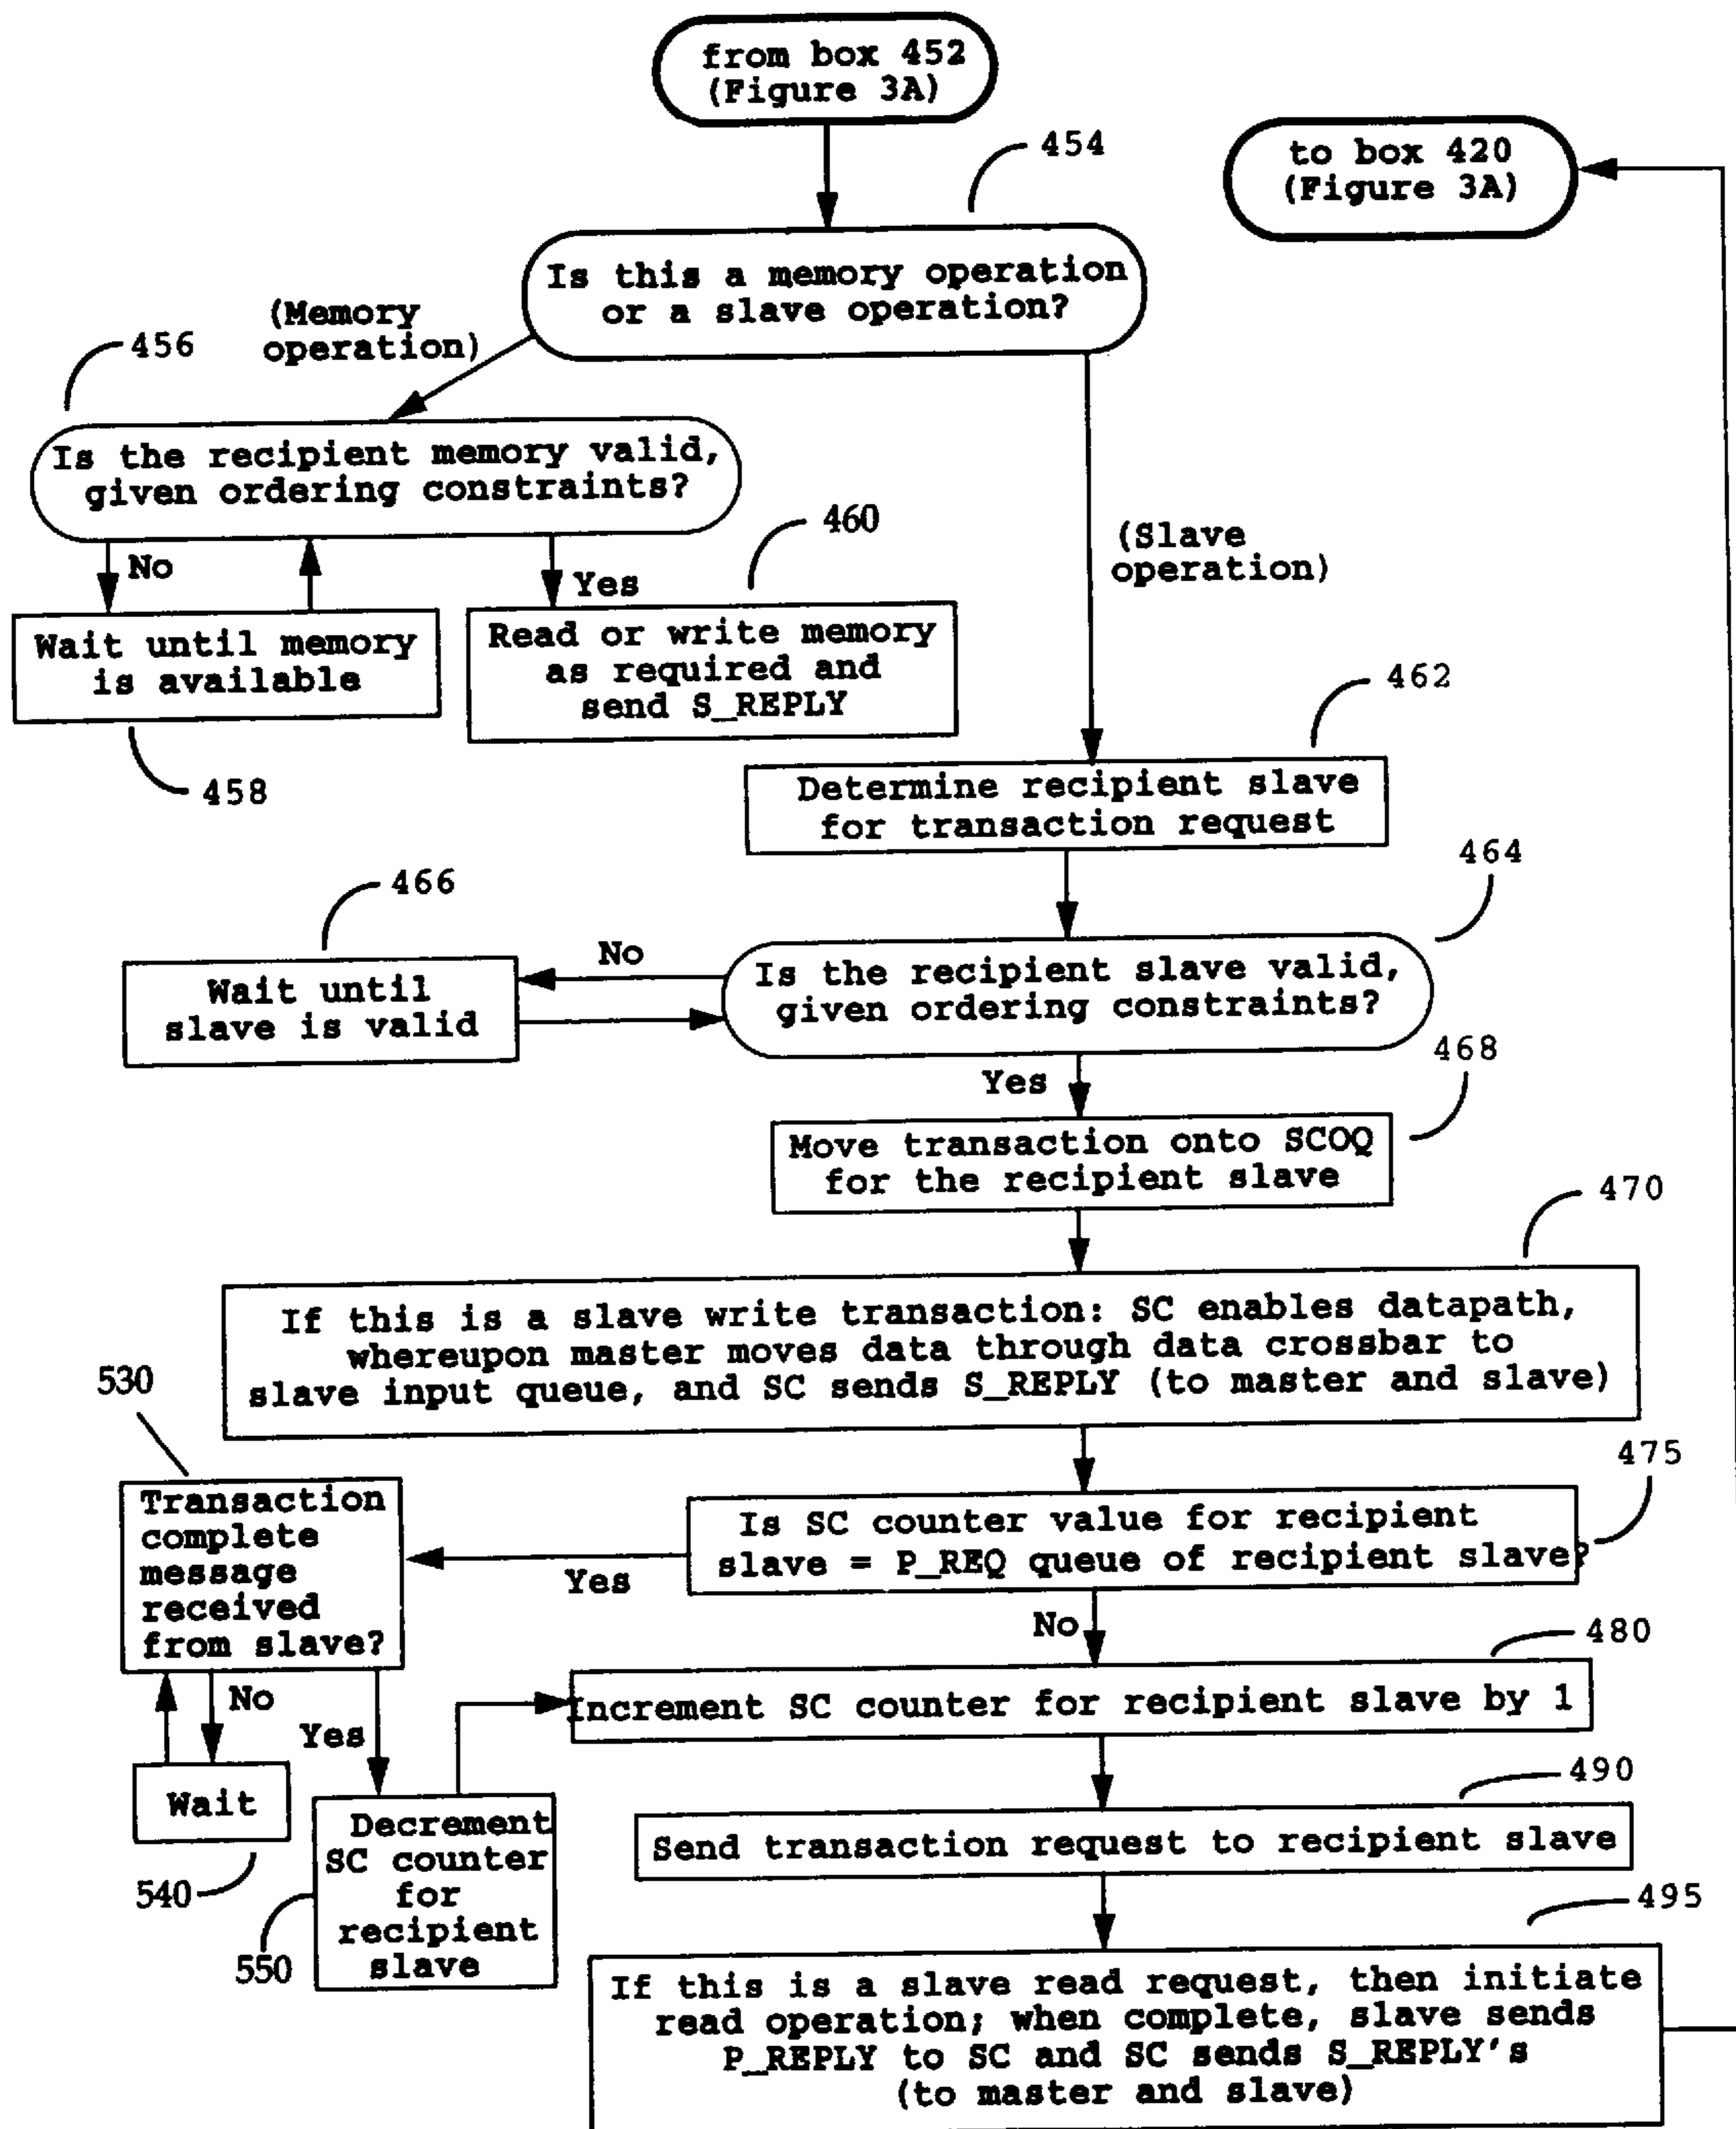 from box 452
(Figure 3A)
454
to box 420
(Figure 3A)
Is this a memory operation
or a slave operation?
(Memory
operation)
456
Is the recipient memory valid,
given ordering constraints?
460
(Slave
operation)
No
Yes
Wait until memory
is available
Read or write memory
as required and
send S_REPLY
458
462
Determine recipient slave
for transaction request
464
466
No
Wait until
slave is valid
Is the recipient slave valid,
given ordering constraints?
468
Yes
Move transaction onto SCOQ
for the recipient slave
470
If this is a slave write transaction: SC enables datapath,
whereupon master moves data through data crossbar to
slave input queue, and SC sends S_REPLY (to master and slave)
530
475
Transaction
complete
message
received
from slave?
Is SC counter value for recipient
slave = P_REQ queue of recipient slave?
Yes
No
480
Increment SC counter for recipient slave by 1
No
Yes
Wait
540
490
Send transaction request to recipient slave
Decrement
SC counter
for
recipient
slave
550
495
If this is a slave read request, then initiate
read operation; when complete, slave sends
P_REPLY to SC and SC sends S_REPLY's
(to master and slave)